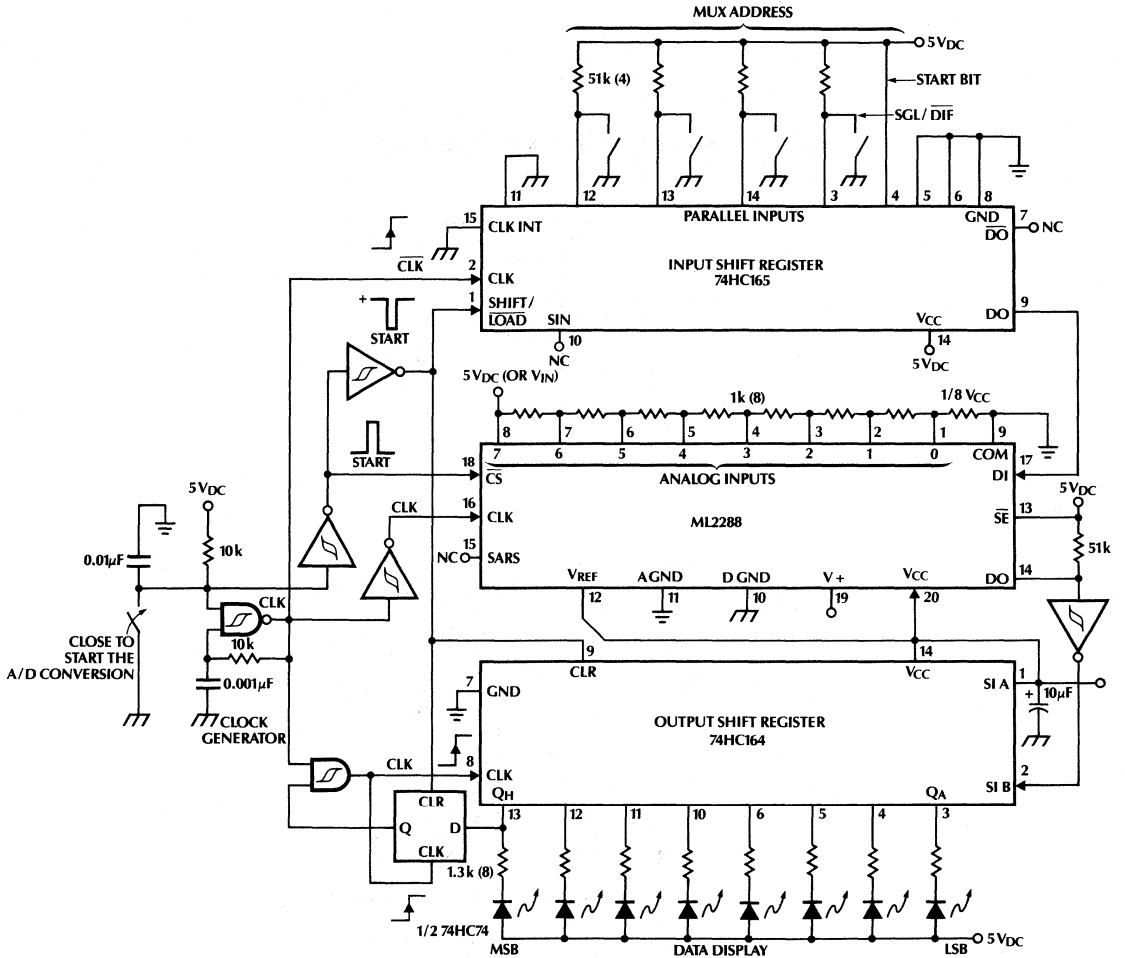 MUX ADDRESS
5VDC
51k (4)
START BIT
SGL/DIF
11 12 13 14 3 4 5 6 8
PARALLEL INPUTS
GND
7
DO
NC
15
CLK INT
INPUT SHIFT REGISTER
74HC165
CLK
2
CLK
1
SHIFT/
LOAD
9
DO
+
START
SIN
10
NC
VCC
14
5VDC
5VDC (OR VIN)
1k (8)
1/8 VCC
8 7 6 5 4 3 2 1 9
7 6 5 4 3 2 1 0 COM
START
18
CS
ANALOG INPUTS
17
DI
5VDC
CLK
16
CLK
ML2288
13
SE
5VDC
10k
NC
15
SARS
51k
0.01µF
14
DO
VREF
A GND
D GND
V+
VCC
12 11 10 19 20
CLK
CLOSE TO
START THE
A/D CONVERSION
10k
0.001µF
CLOCK
GENERATOR
9
CLR
14
VCC
7
GND
1
SI A
+
10µF
OUTPUT SHIFT REGISTER
74HC164
CLK
8
CLK
2
SI B
QH
QA
13 12 11 10 6 5 4 3
CLR
Q
D
CLK
1.3k (8)
1/2 74HC74
MSB
DATA DISPLAY
LSB
5VDC